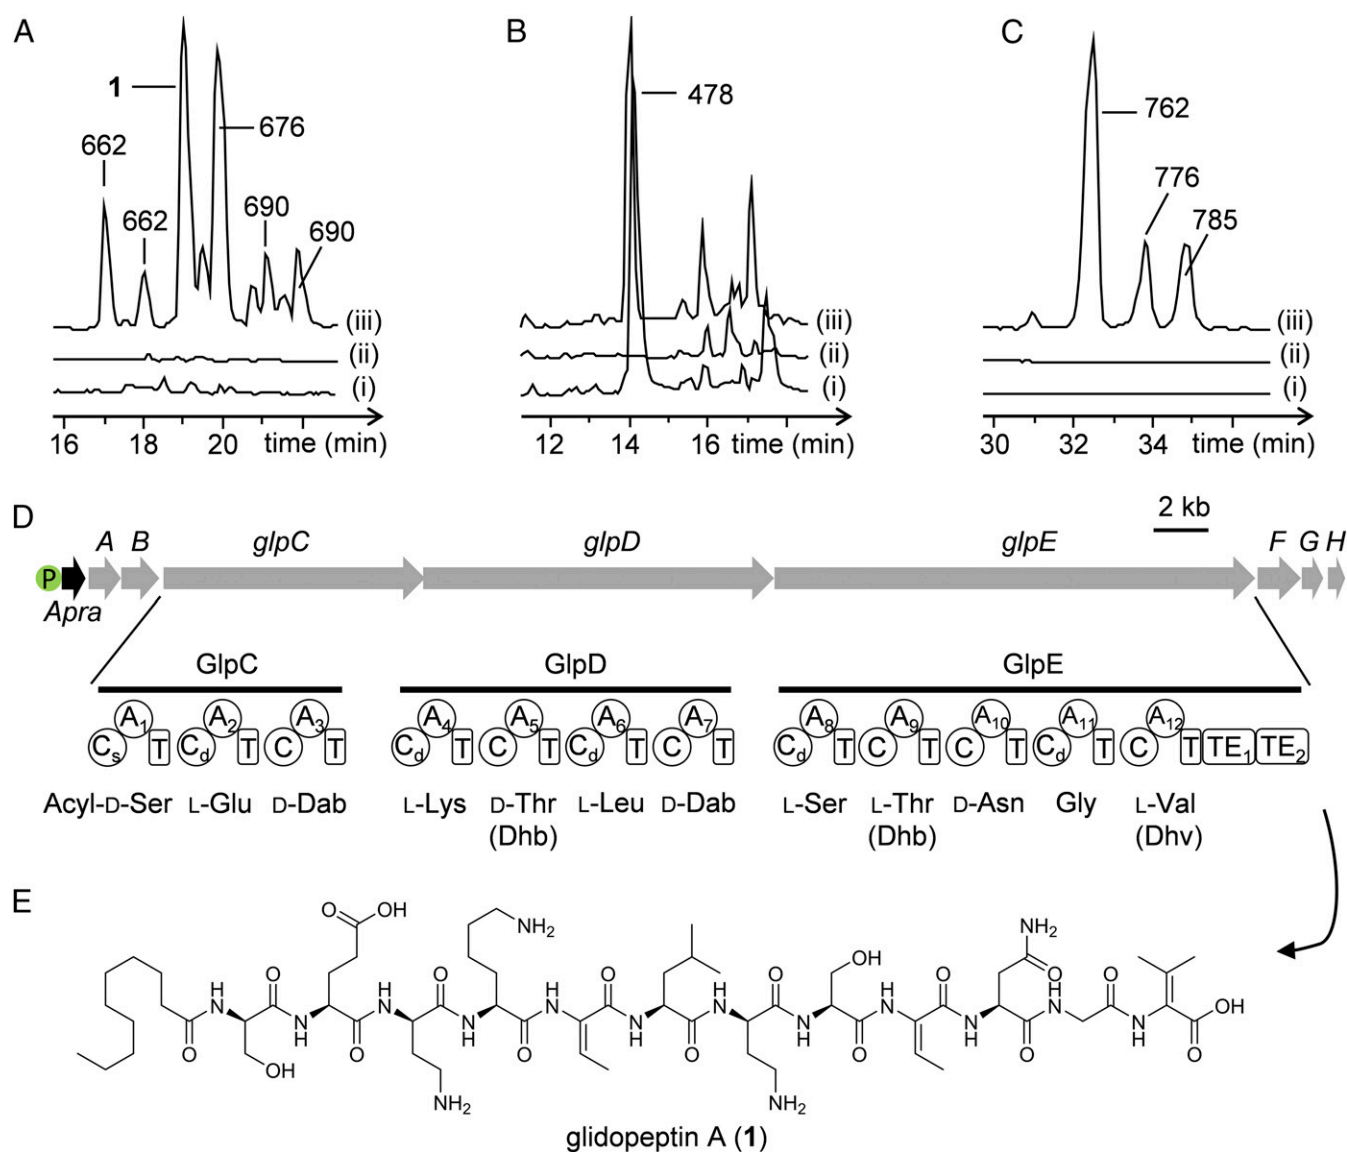 A
B
C
1
662
662
676
690
690
(iii)
(ii)
(i)
16 18 20 time (min)
478
(iii)
(ii)
(i)
12 14 16 time (min)
762
776
785
(iii)
(ii)
(i)
30 32 34 time (min)
D
2 kb
A B glpC glpD glpE F G H
P
Apra
GlpC GlpD GlpE
Cs A1 T Cd A2 T C A3 T Cd A4 T C A5 T Cd A6 T C A7 T Cd A8 T C A9 T C A10 T Cd A11 T C A12 T TE1 TE2
Acyl-D-Ser L-Glu D-Dab L-Lys D-Thr L-Leu D-Dab L-Ser L-Thr D-Asn Gly L-Val
(Dhb) (Dhb) (Dhv)
E
O OH
NH2
NH2
OH
O
H N O H N O H N O H N O H N O H N O
O N H O N H O N H O N H O N H O N H O OH
OH
NH2
NH2
glidopeptin A (1)